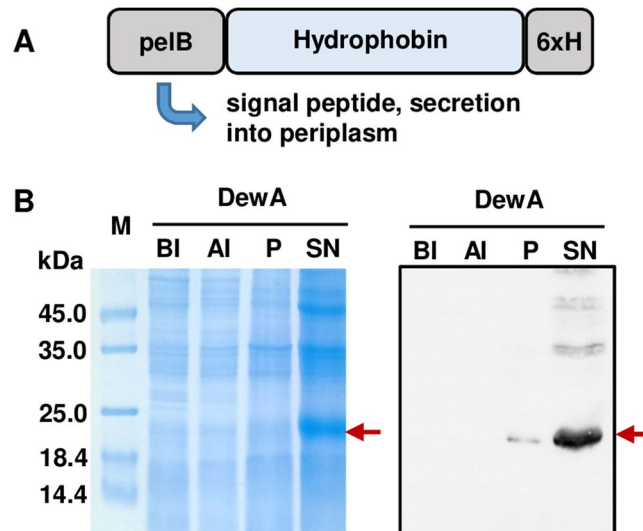 A
pelB
Hydrophobin
6xH
signal peptide, secretion
into periplasm
B
M
DewA
DewA
kDa
BI AI P SN
BI AI P SN
45.0
35.0
25.0
18.4
14.4